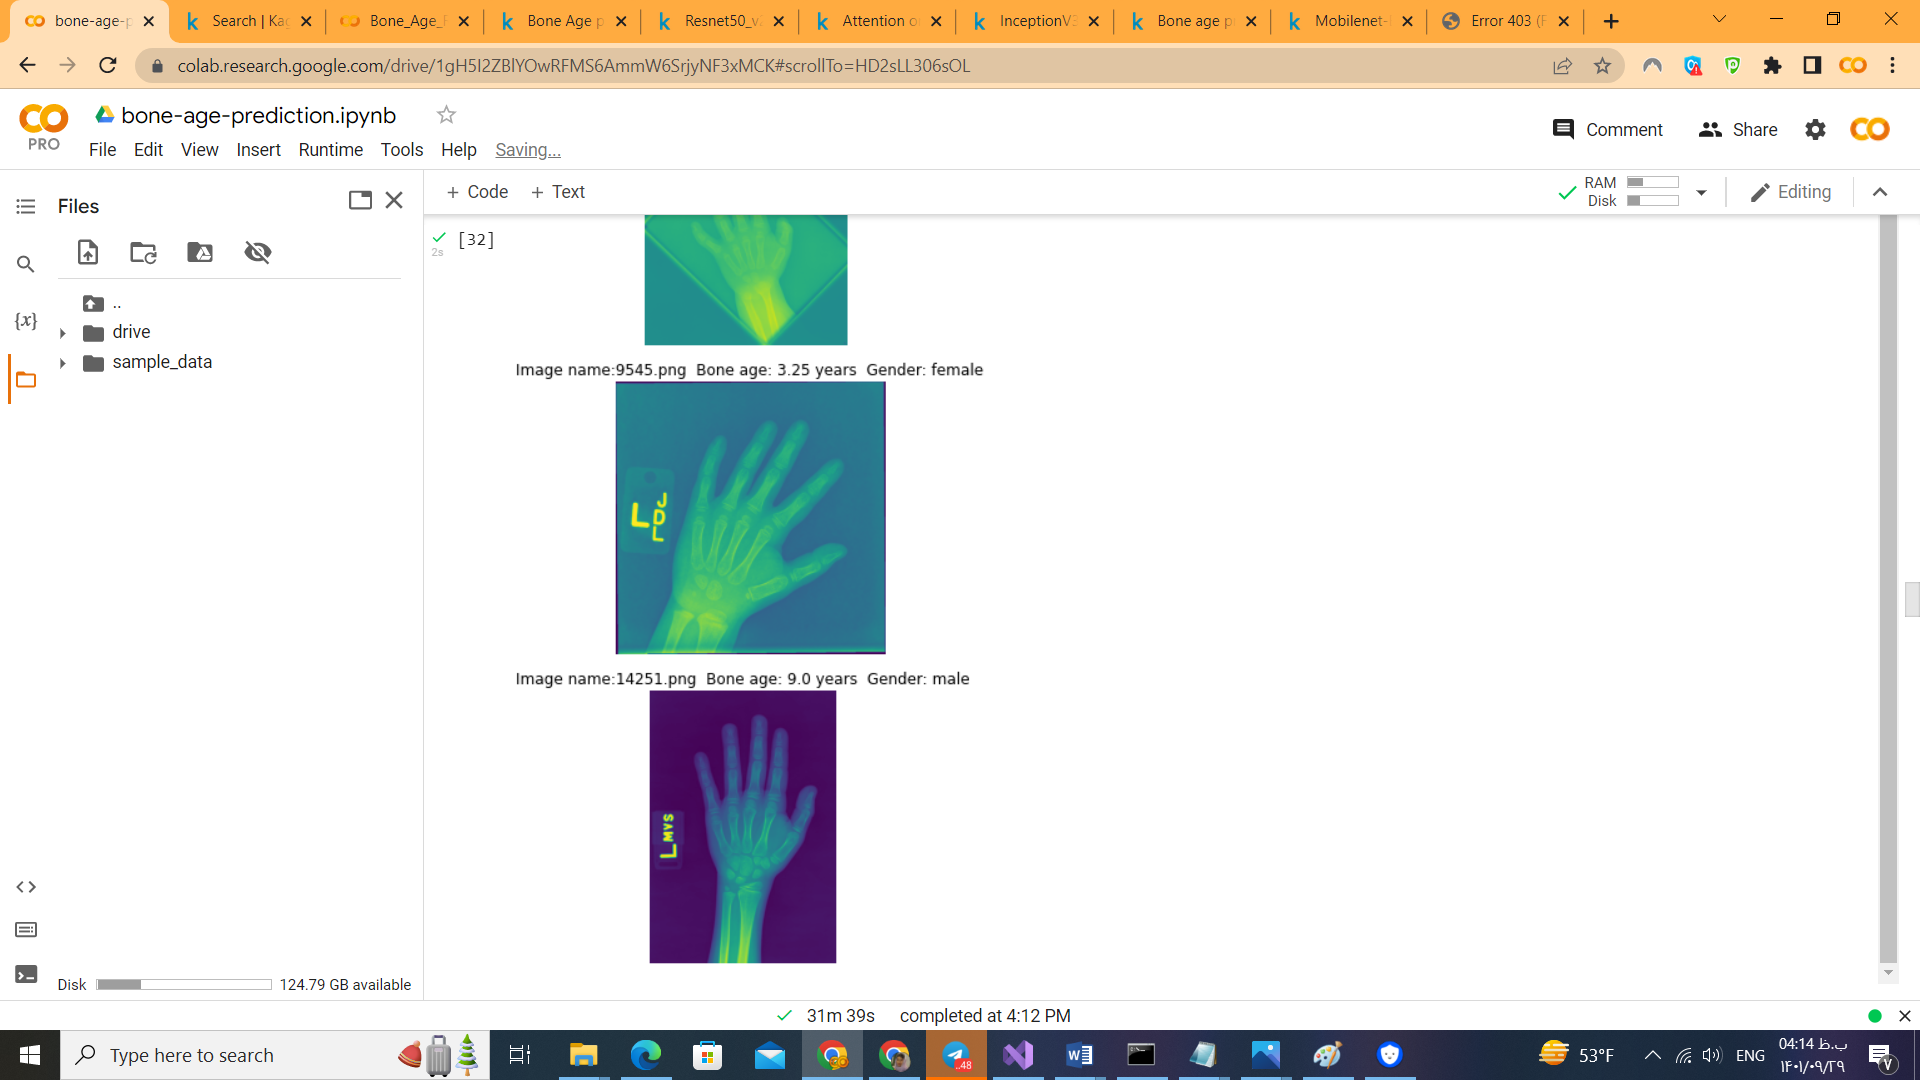 bone-age-p
Search | Kag
Bone_Age_F
Bone Age p
Resnet50_v
Attention o
InceptionV3
Bone age p
Mobilenet-
Error 403 (F
colab.research.google.com/drive/1gH5I2ZBlYOwRFMS6AmmW6SrjyNF3xMCK#scrollTo=HD2sLL306sOL
PRO
bone-age-prediction.ipynb
File Edit View Insert Runtime Tools Help Saving...
Comment Share
Files
+ Code + Text
RAM
Disk
Editing
..
drive
sample_data
{x}
[32]
2s
Image name:9545.png Bone age: 3.25 years Gender: female
L
Image name:14251.png Bone age: 9.0 years Gender: male
L MVS
Disk 124.79 GB available
31m 39s completed at 4:12 PM
Type here to search
..48
53°F
ENG
04:14 ب.ظ
۱۴۰۱/۰۹/۲۹
V